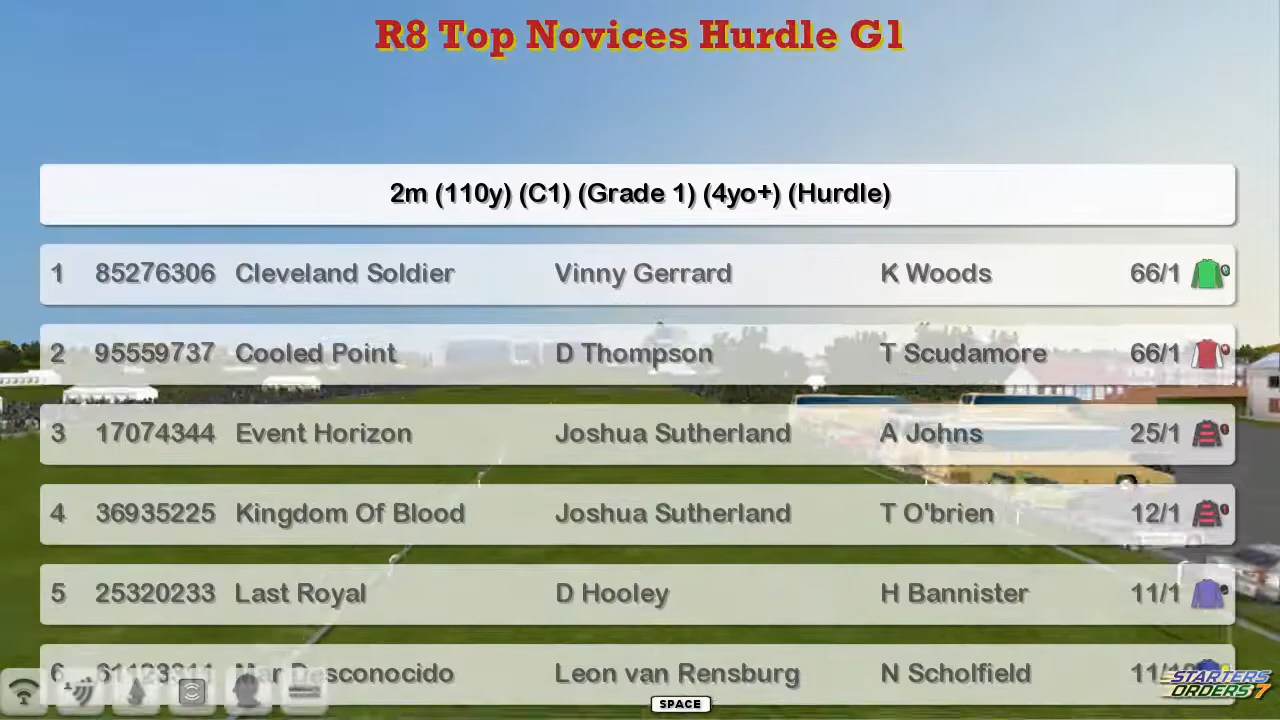 R8 Top Novices Hurdle G1
2m (110y) (C1) (Grade 1) (4yo+) (Hurdle)
1 85276306 Cleveland Soldier Vinny Gerrard K Woods 66/1
2 95559737 Cooled Point D Thompson T Scudamore 66/1
3 17074344 Event Horizon Joshua Sutherland A Johns 25/1
4 36935225 Kingdom Of Blood Joshua Sutherland T O'brien 12/1
5 25320233 Last Royal D Hooley H Bannister 11/1
6 61123311 Mar Desconocido Leon van Rensburg N Scholfield
SPACE
STARTERS
ORDERS 7